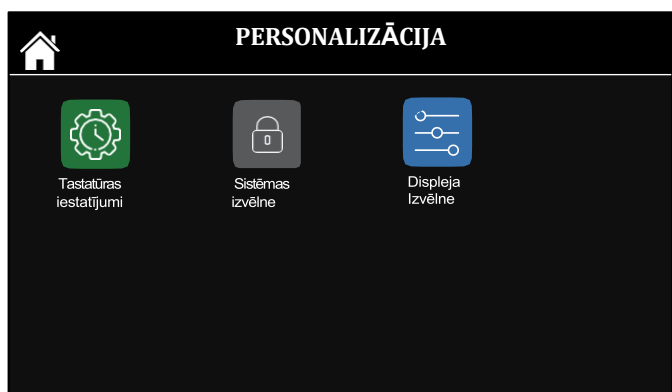 PERSONALIZĀCIJA
Tastatūras
iestatījumi
Sistēmas
izvēlne
Displeja
Izvēlne